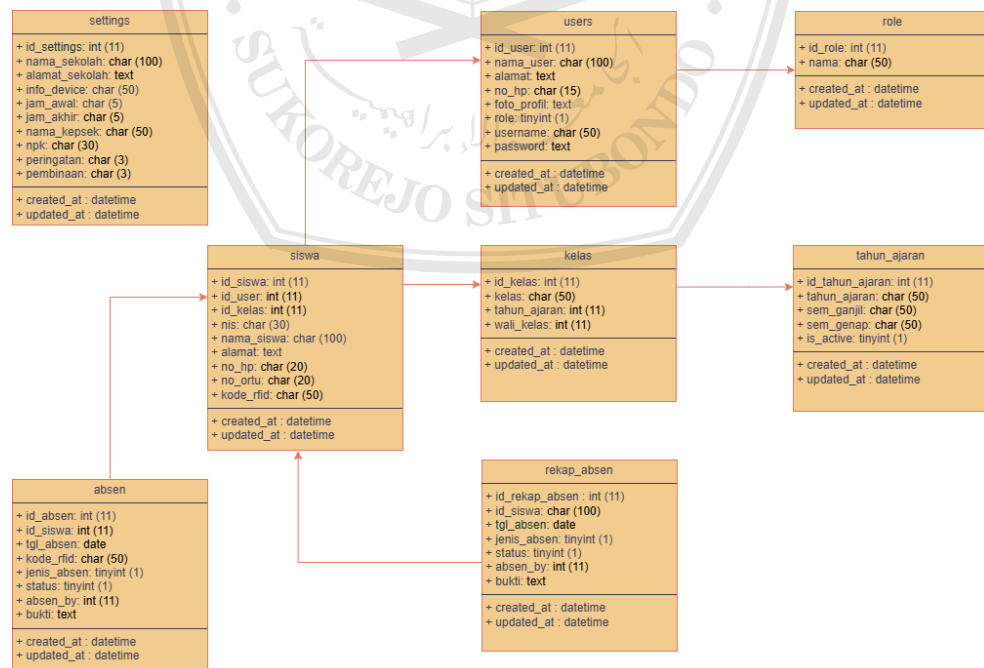 settings
+ id_settings: int (11)
+ nama_sekolah: char (100)
+ alamat_sekolah: text
+ info_device: char (50)
+ jam_awal: char (5)
+ jam_akhir: char (5)
+ nama_kepsek: char (50)
+ npk: char (30)
+ peringatan: char (3)
+ pembinaan: char (3)
+ created_at : datetime
+ updated_at : datetime
users
+ id_user: int (11)
+ nama_user: char (100)
+ alamat: text
+ no_hp: char (15)
+ foto_profil: text
+ role: tinyint (1)
+ username: char (50)
+ password: text
+ created_at : datetime
+ updated_at : datetime
role
+ id_role: int (11)
+ nama: char (50)
+ created_at : datetime
+ updated_at : datetime
SUKOREJO SITUBONDO
siswa
+ id_siswa: int (11)
+ id_user: int (11)
+ id_kelas: int (11)
+ nis: char (30)
+ nama_siswa: char (100)
+ alamat: text
+ no_hp: char (20)
+ no_ortu: char (20)
+ kode_rfid: char (50)
+ created_at : datetime
+ updated_at : datetime
kelas
+ id_kelas: int (11)
+ kelas: char (50)
+ tahun_ajaran: int (11)
+ wali_kelas: int (11)
+ created_at : datetime
+ updated_at : datetime
tahun_ajaran
+ id_tahun_ajaran: int (11)
+ tahun_ajaran: char (50)
+ sem_ganjil: char (50)
+ sem_genap: char (50)
+ is_active: tinyint (1)
+ created_at : datetime
+ updated_at : datetime
absen
+ id_absen: int (11)
+ id_siswa: int (11)
+ tgl_absen: date
+ kode_rfid: char (50)
+ jenis_absen: tinyint (1)
+ status: tinyint (1)
+ absen_by: int (11)
+ bukti: text
+ created_at : datetime
+ updated_at : datetime
rekap_absen
+ id_rekap_absen : int (11)
+ id_siswa: char (100)
+ tgl_absen: date
+ jenis_absen: tinyint (1)
+ status: tinyint (1)
+ absen_by: int (11)
+ bukti: text
+ created_at : datetime
+ updated_at : datetime